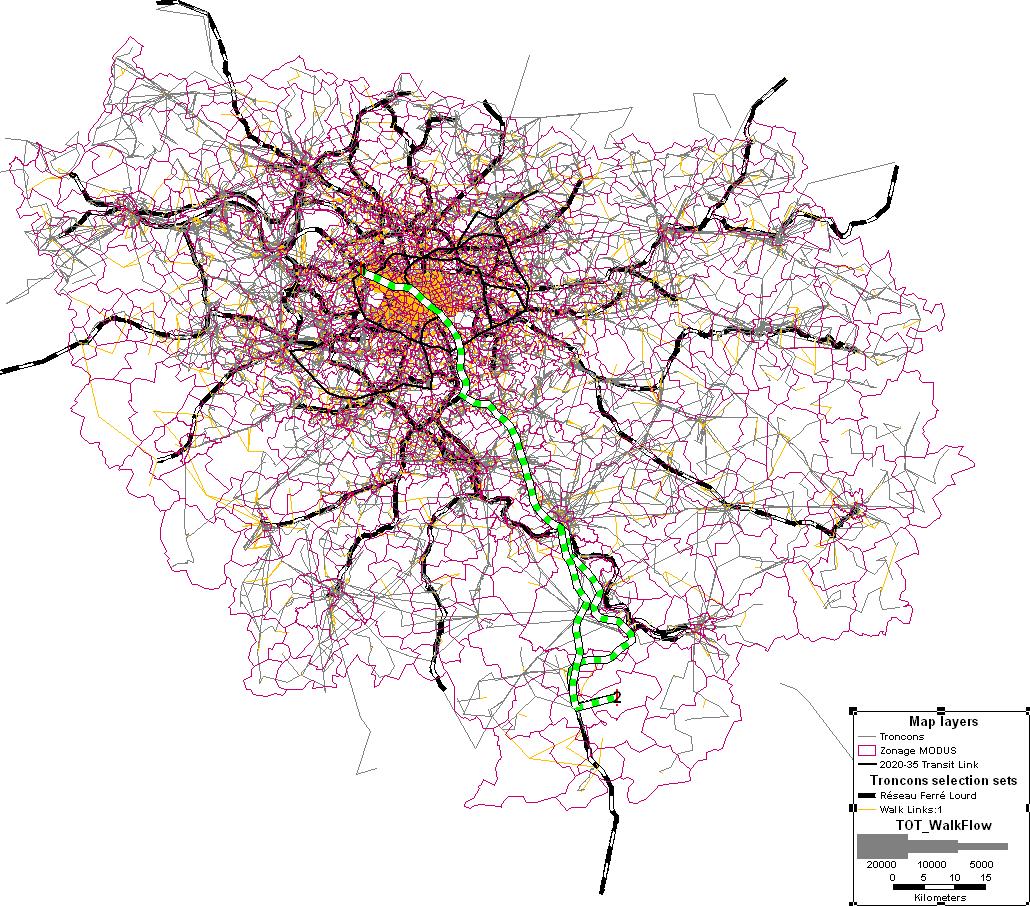 2
Map layers
Troncons
Zonage MODUS
2020-35 Transit Link
Troncons selection sets
Réseau Ferré Lourd
Walk Links:1
TOT_WalkFlow
20000 10000 5000
0 5 10 15
Kilometers